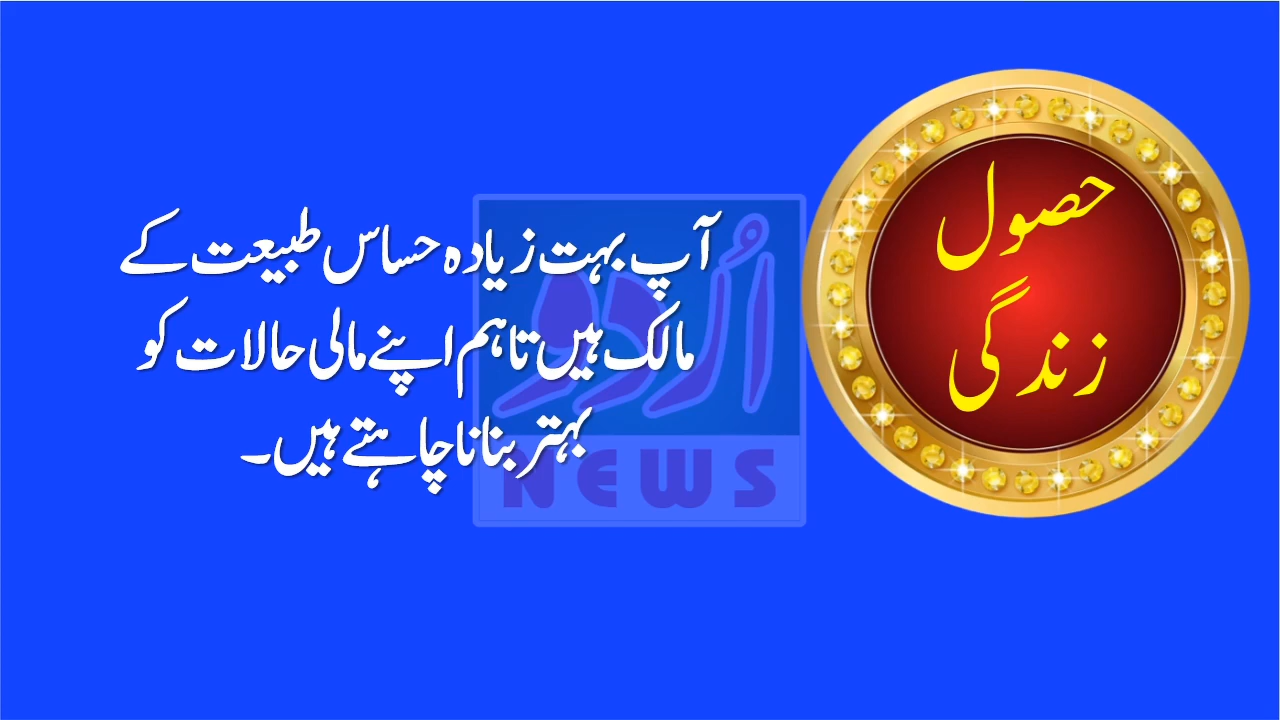 حصول
زندگی
آپ بہت زیادہ حساس طبیعت کے
مالک ہیں تاہم اپنے مالی حالات کو
بہتر بنانا چاہتے ہیں۔
اُردو
NEWS